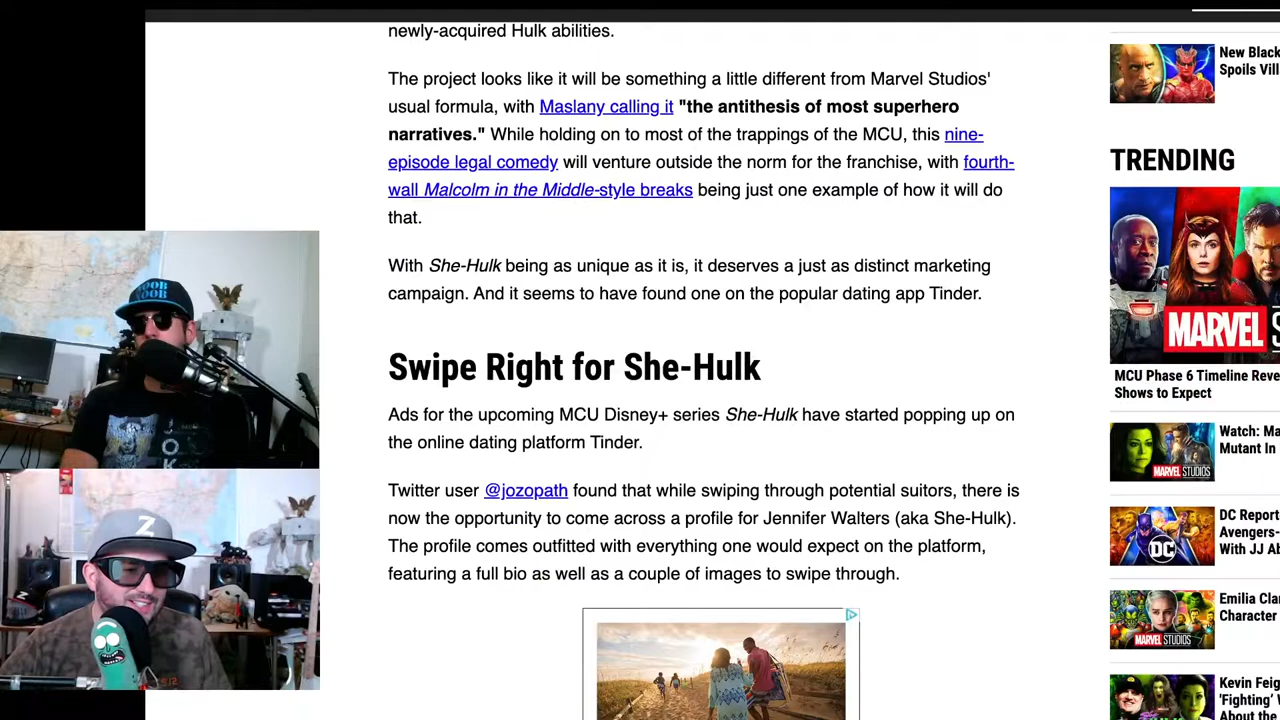 newly-acquired Hulk abilities.
The project looks like it will be something a little different from Marvel Studios'
usual formula, with Maslany calling it "the antithesis of most superhero
narratives." While holding on to most of the trappings of the MCU, this nine-
episode legal comedy will venture outside the norm for the franchise, with fourth-
wall Malcolm in the Middle-style breaks being just one example of how it will do
that.
With She-Hulk being as unique as it is, it deserves a just as distinct marketing
campaign. And it seems to have found one on the popular dating app Tinder.
Swipe Right for She-Hulk
Ads for the upcoming MCU Disney+ series She-Hulk have started popping up on
the online dating platform Tinder.
Twitter user @jozopath found that while swiping through potential suitors, there is
now the opportunity to come across a profile for Jennifer Walters (aka She-Hulk).
The profile comes outfitted with everything one would expect on the platform,
featuring a full bio as well as a couple of images to swipe through.
New Black
Spoils Vill
TRENDING
MARVEL S
MCU Phase 6 Timeline Reve
Shows to Expect
MARVEL STUDIOS
Watch: Ma
Mutant In
DC
DC Report
Avengers-
With JJ Ab
MARVEL STUDIOS
Emilia Clar
Character
Kevin Feig
'Fighting'
About the
NOOB
NOOB
JOK
Z